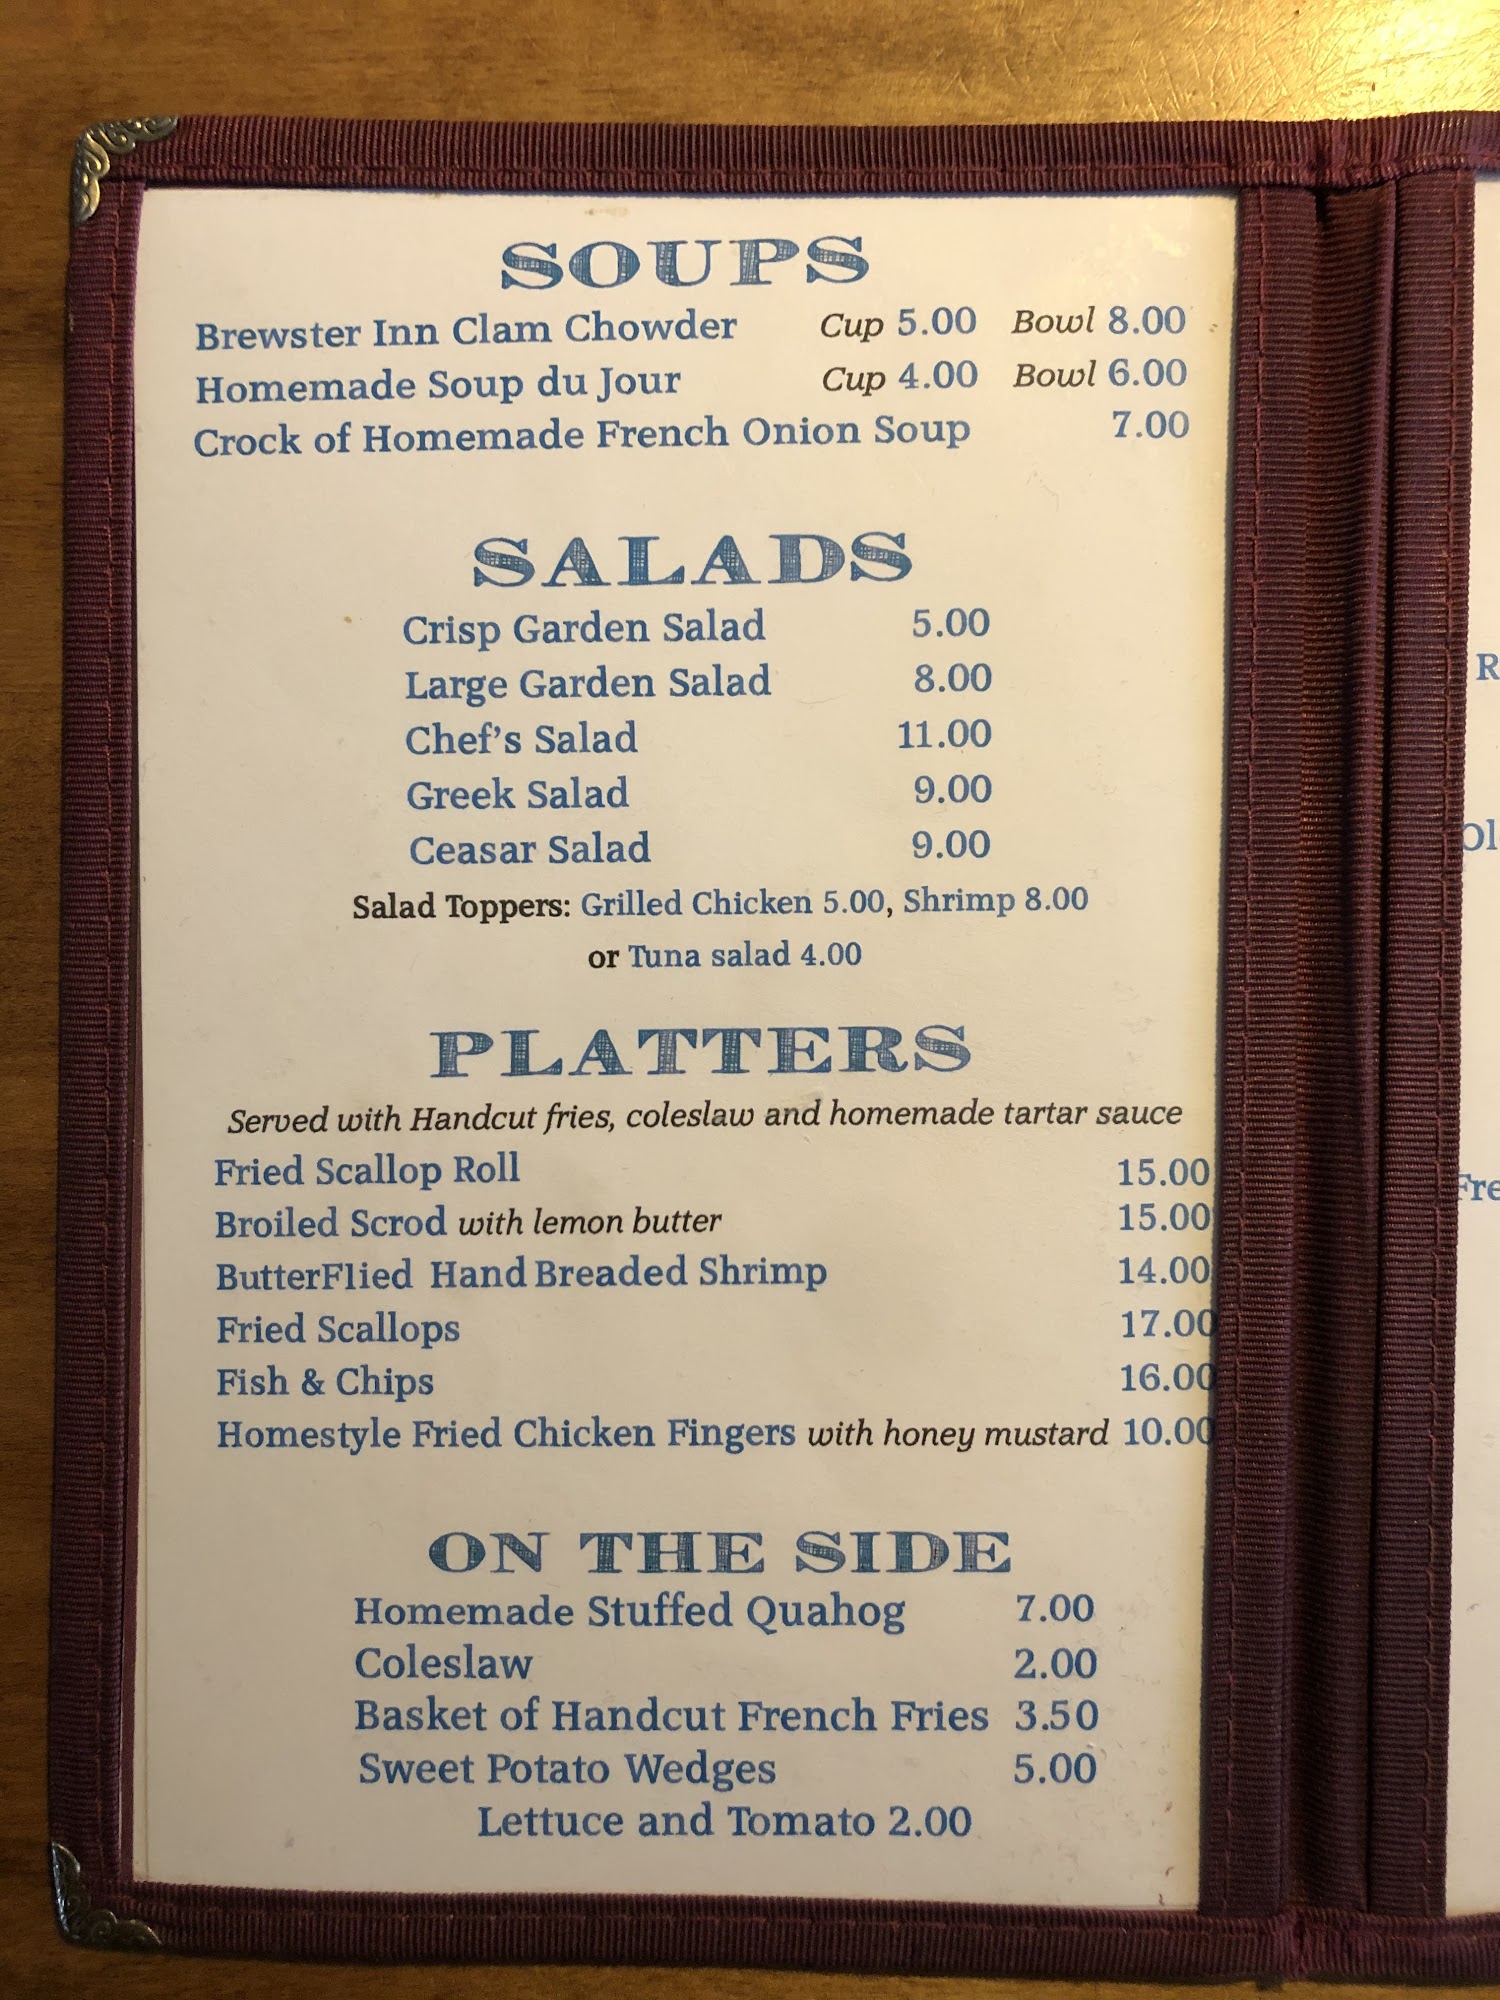 SOUPS
Brewster Inn Clam Chowder Cup 5.00 Bowl 8.00
Homemade Soup du Jour Cup 4.00 Bowl 6.00
Crock of Homemade French Onion Soup 7.00
SALADS
Crisp Garden Salad 5.00
Large Garden Salad 8.00
Chef's Salad 11.00
Greek Salad 9.00
Ceasar Salad 9.00
Salad Toppers: Grilled Chicken 5.00, Shrimp 8.00
or Tuna salad 4.00
PLATTERS
Served with Handcut fries, coleslaw and homemade tartar sauce
Fried Scallop Roll 15.00
Broiled Scrod with lemon butter 15.00
ButterFlied Hand Breaded Shrimp 14.00
Fried Scallops 17.00
Fish & Chips 16.00
Homestyle Fried Chicken Fingers with honey mustard 10.00
ON THE SIDE
Homemade Stuffed Quahog 7.00
Coleslaw 2.00
Basket of Handcut French Fries 3.50
Sweet Potato Wedges 5.00
Lettuce and Tomato 2.00